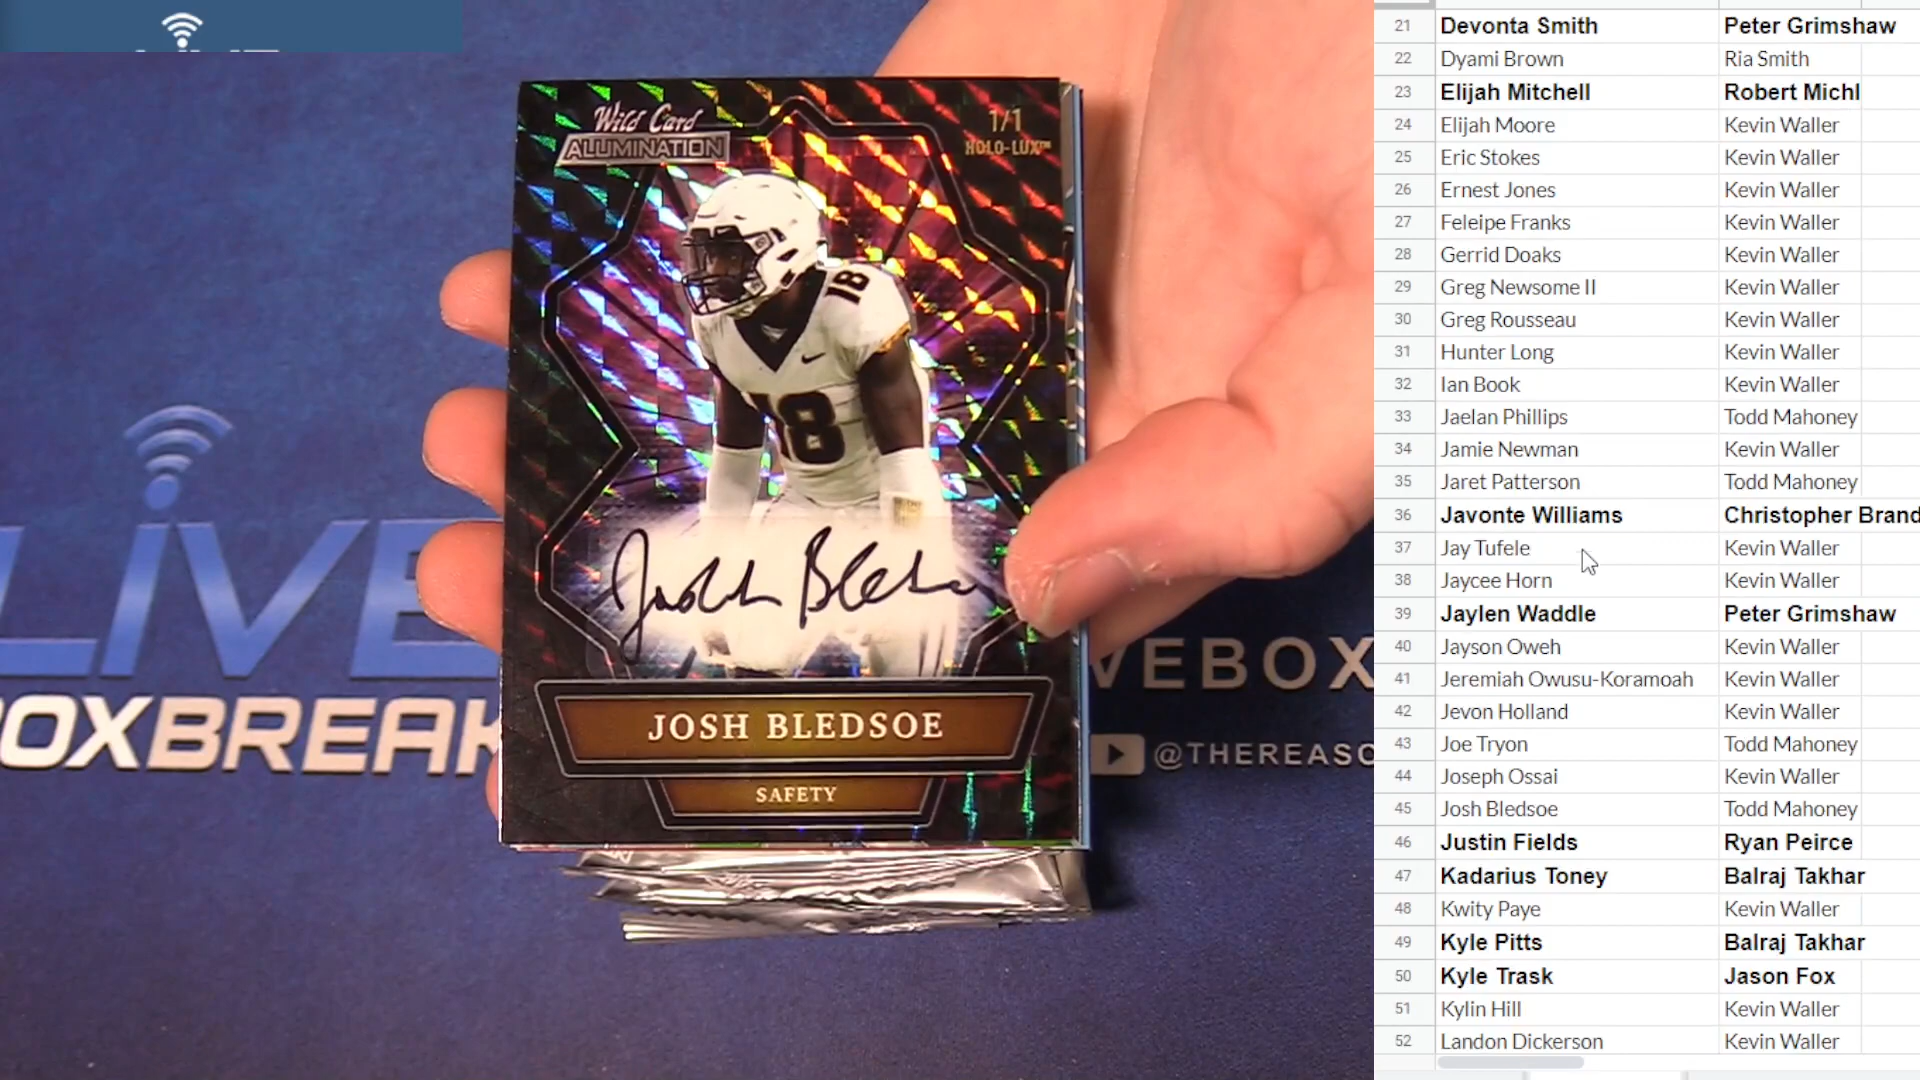 LIVE
BOXBREAK
Wild Card
ALUMINATION
1/1
HOLO-LUX™
18
18
Josh Bledsoe
JOSH BLEDSOE
SAFETY
VEBOX
@THEREASO
21 Devonta Smith Peter Grimshaw
22 Dyami Brown Ria Smith
23 Elijah Mitchell Robert Michl
24 Elijah Moore Kevin Waller
25 Eric Stokes Kevin Waller
26 Ernest Jones Kevin Waller
27 Feleipe Franks Kevin Waller
28 Gerrid Doaks Kevin Waller
29 Greg Newsome II Kevin Waller
30 Greg Rousseau Kevin Waller
31 Hunter Long Kevin Waller
32 Ian Book Kevin Waller
33 Jaelan Phillips Todd Mahoney
34 Jamie Newman Kevin Waller
35 Jaret Patterson Todd Mahoney
36 Javonte Williams Christopher Brand
37 Jay Tufele Kevin Waller
38 Jaycee Horn Kevin Waller
39 Jaylen Waddle Peter Grimshaw
40 Jayson Oweh Kevin Waller
41 Jeremiah Owusu-Koramoah Kevin Waller
42 Jevon Holland Kevin Waller
43 Joe Tryon Todd Mahoney
44 Joseph Ossai Kevin Waller
45 Josh Bledsoe Todd Mahoney
46 Justin Fields Ryan Peirce
47 Kadarius Toney Balraj Takhar
48 Kwity Paye Kevin Waller
49 Kyle Pitts Balraj Takhar
50 Kyle Trask Jason Fox
51 Kylin Hill Kevin Waller
52 Landon Dickerson Kevin Waller